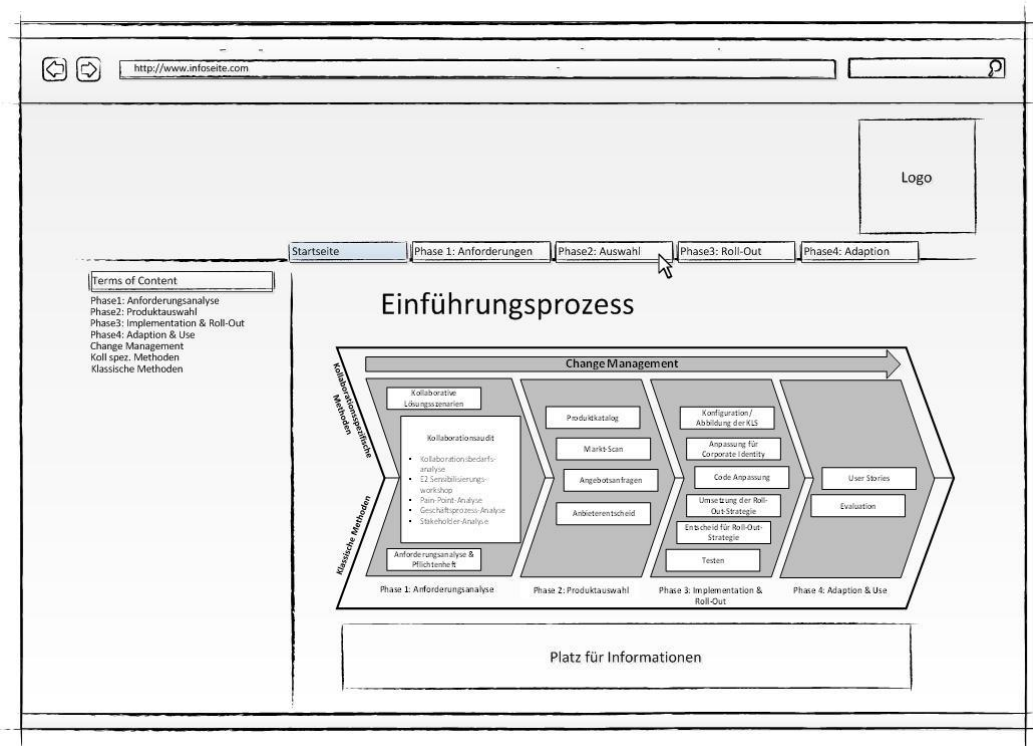 http://www.infoseite.com
Logo
Startseite
Phase 1: Anforderungen
Phase2: Auswahl
Phase3: Roll-Out
Phase4: Adaption
Terms of Content
Phase1: Anforderungsanalyse
Phase2: Produktauswahl
Phase3: Implementation & Roll-Out
Phase4: Adaption & Use
Change Management
Koll spez. Methoden
Klassische Methoden
Einführungsprozess
Change Management
Kollaborationsspezifische
Methoden
Klassische Methoden
Kollaborative
Lösungsszenarien
Kollaborationsaudit
• Kollaborationsbedarfs-
analyse
• E2 Sensibilisierungs-
workshop
• Pain-Point-Analyse
• Geschäftsprozess-Analyse
• Stakeholder-Analyse
Anforderungsanalyse &
Pflichtenheft
Phase 1: Anforderungsanalyse
Produktkatalog
Markt-Scan
Angebotsanfragen
Anbieterentscheid
Phase 2: Produktauswahl
Konfiguration/
Abbildung der KLS
Anpassung für
Corporate Identity
Code Anpassung
Umsetzung der Roll-
Out-Strategie
Entscheid für Roll-Out-
Strategie
Testen
Phase 3: Implementation &
Roll-Out
User Stories
Evaluation
Phase 4: Adaption & Use
Platz für Informationen